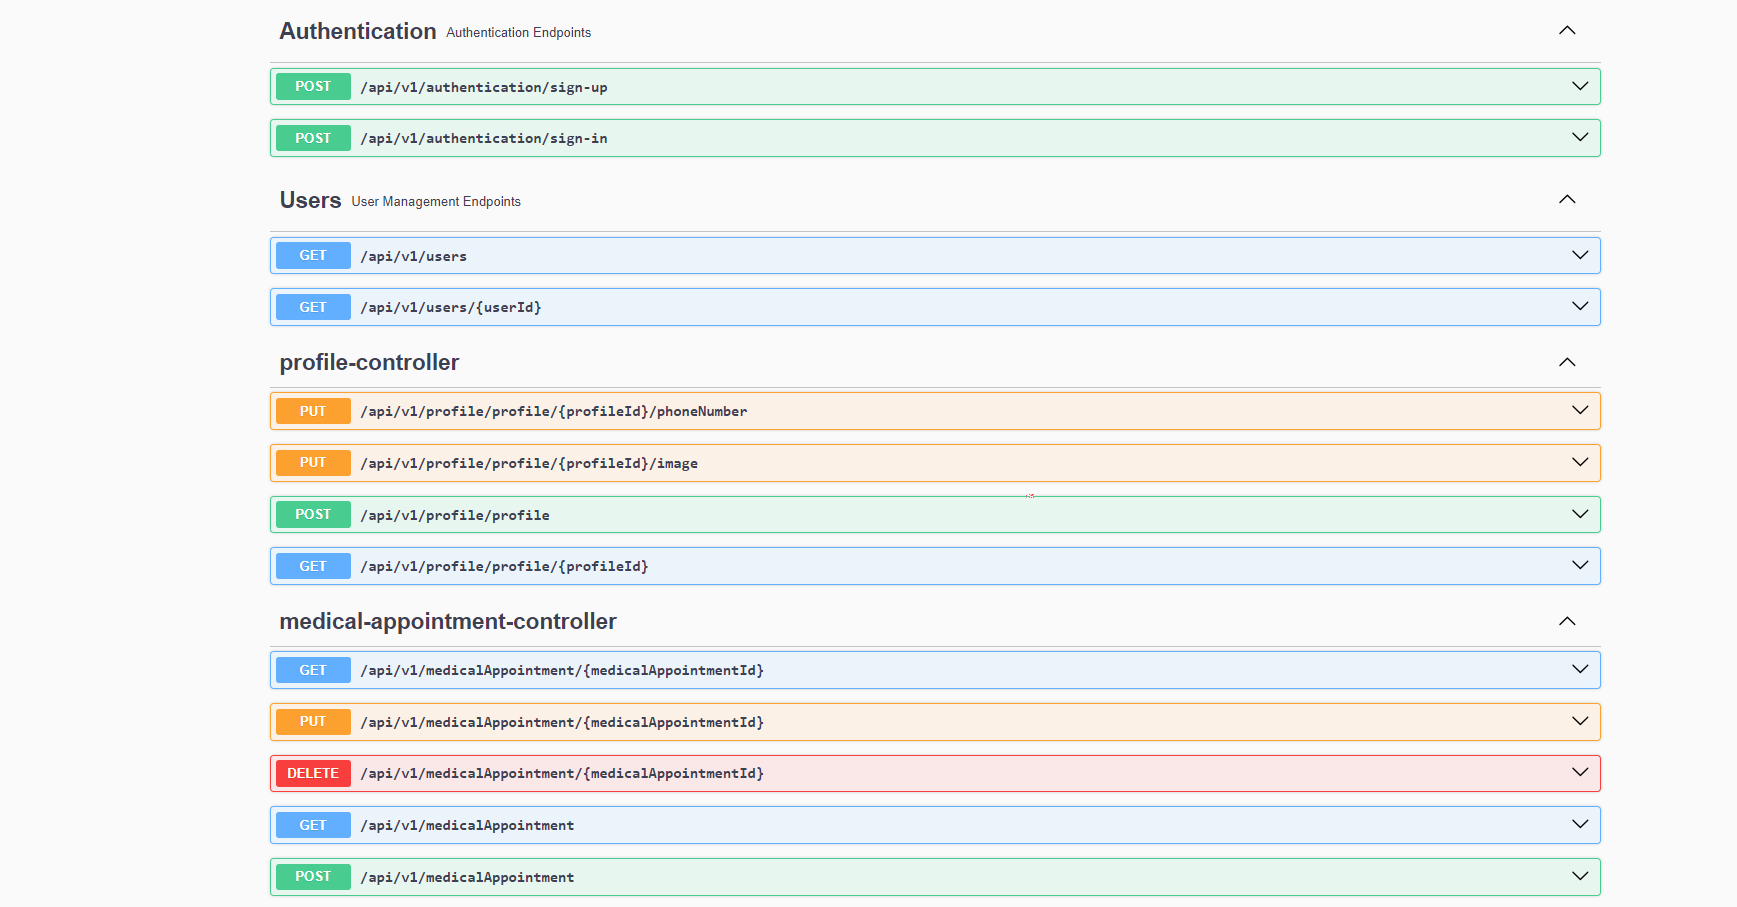 Authentication Authentication Endpoints
POST /api/v1/authentication/sign-up
POST /api/v1/authentication/sign-in
Users User Management Endpoints
GET /api/v1/users
GET /api/v1/users/{userId}
profile-controller
PUT /api/v1/profile/profile/{profileId}/phoneNumber
PUT /api/v1/profile/profile/{profileId}/image
POST /api/v1/profile/profile
GET /api/v1/profile/profile/{profileId}
medical-appointment-controller
GET /api/v1/medicalAppointment/{medicalAppointmentId}
PUT /api/v1/medicalAppointment/{medicalAppointmentId}
DELETE /api/v1/medicalAppointment/{medicalAppointmentId}
GET /api/v1/medicalAppointment
POST /api/v1/medicalAppointment